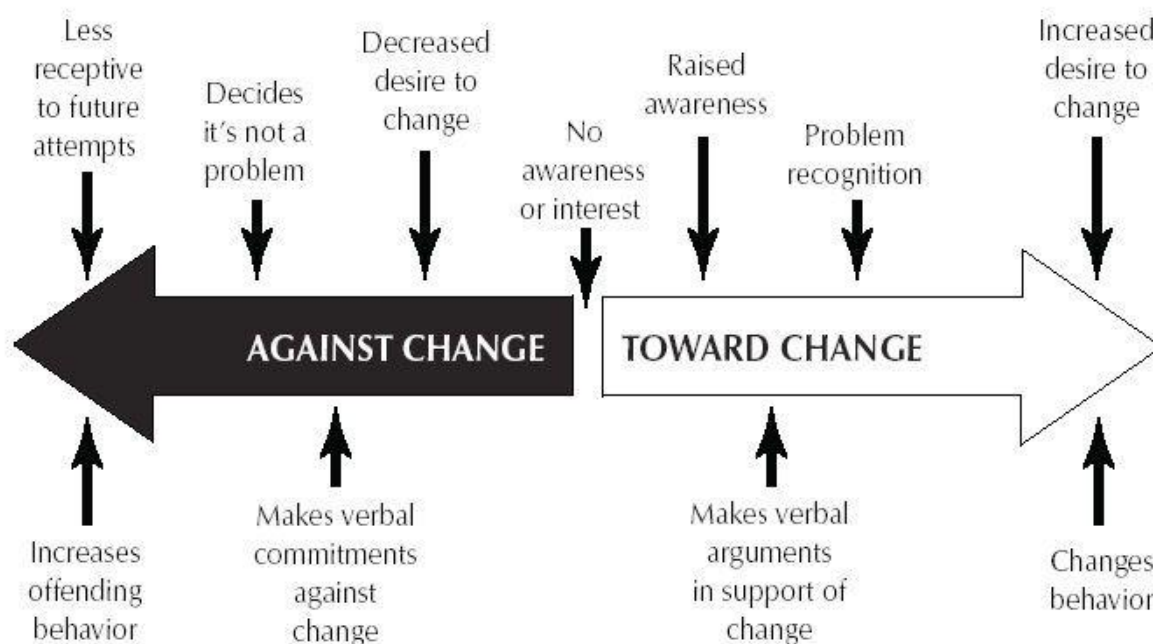 Less
receptive
to future
attempts
Decides
it's not a
problem
Decreased
desire to
change
No
awareness
or interest
Raised
awareness
Problem
recognition
Increased
desire to
change
AGAINST CHANGE
TOWARD CHANGE
Increases
offending
behavior
Makes verbal
commitments
against
change
Makes verbal
arguments
in support of
change
Changes
behavior